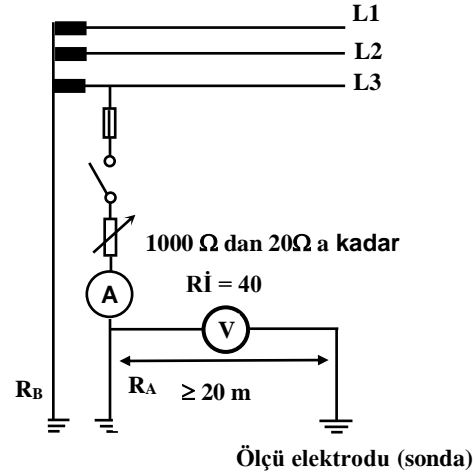 L1
L2
L3
1000 Ω dan 20Ω a kadar
A
Rİ = 40
V
RB
RA
≥ 20 m
Ölçü elektrodu (sonda)